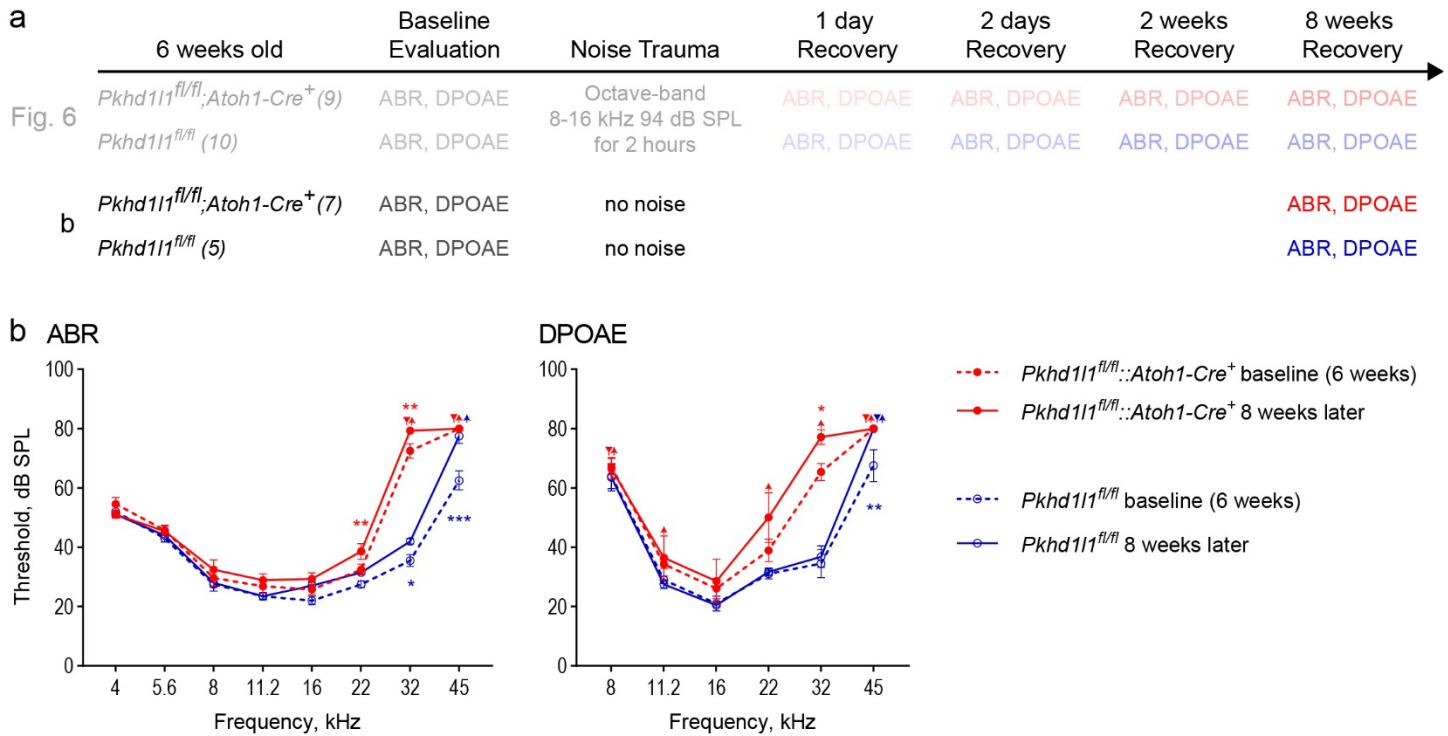 a
6 weeks old
Baseline
Evaluation
Noise Trauma
1 day
Recovery
2 days
Recovery
2 weeks
Recovery
8 weeks
Recovery
Fig. 6
Pkhd1l1fl/fl;Atoh1-Cre+ (9) ABR, DPOAE Octave-band ABR, DPOAE ABR, DPOAE ABR, DPOAE ABR, DPOAE
8-16 kHz 94 dB SPL
Pkhd1l1fl/fl (10) ABR, DPOAE for 2 hours ABR, DPOAE ABR, DPOAE ABR, DPOAE ABR, DPOAE
b
Pkhd1l1fl/fl;Atoh1-Cre+ (7) ABR, DPOAE no noise ABR, DPOAE
Pkhd1l1fl/fl (5) ABR, DPOAE no noise ABR, DPOAE
b ABR
Threshold, dB SPL
100
80
60
40
20
0
4 5.6 8 11.2 16 22 32 45
Frequency, kHz
** ** * ***
DPOAE
100
80
60
40
20
0
8 11.2 16 22 32 45
Frequency, kHz
* **
Pkhd1l1fl/fl::Atoh1-Cre+ baseline (6 weeks)
Pkhd1l1fl/fl::Atoh1-Cre+ 8 weeks later
Pkhd1l1fl/fl baseline (6 weeks)
Pkhd1l1fl/fl 8 weeks later